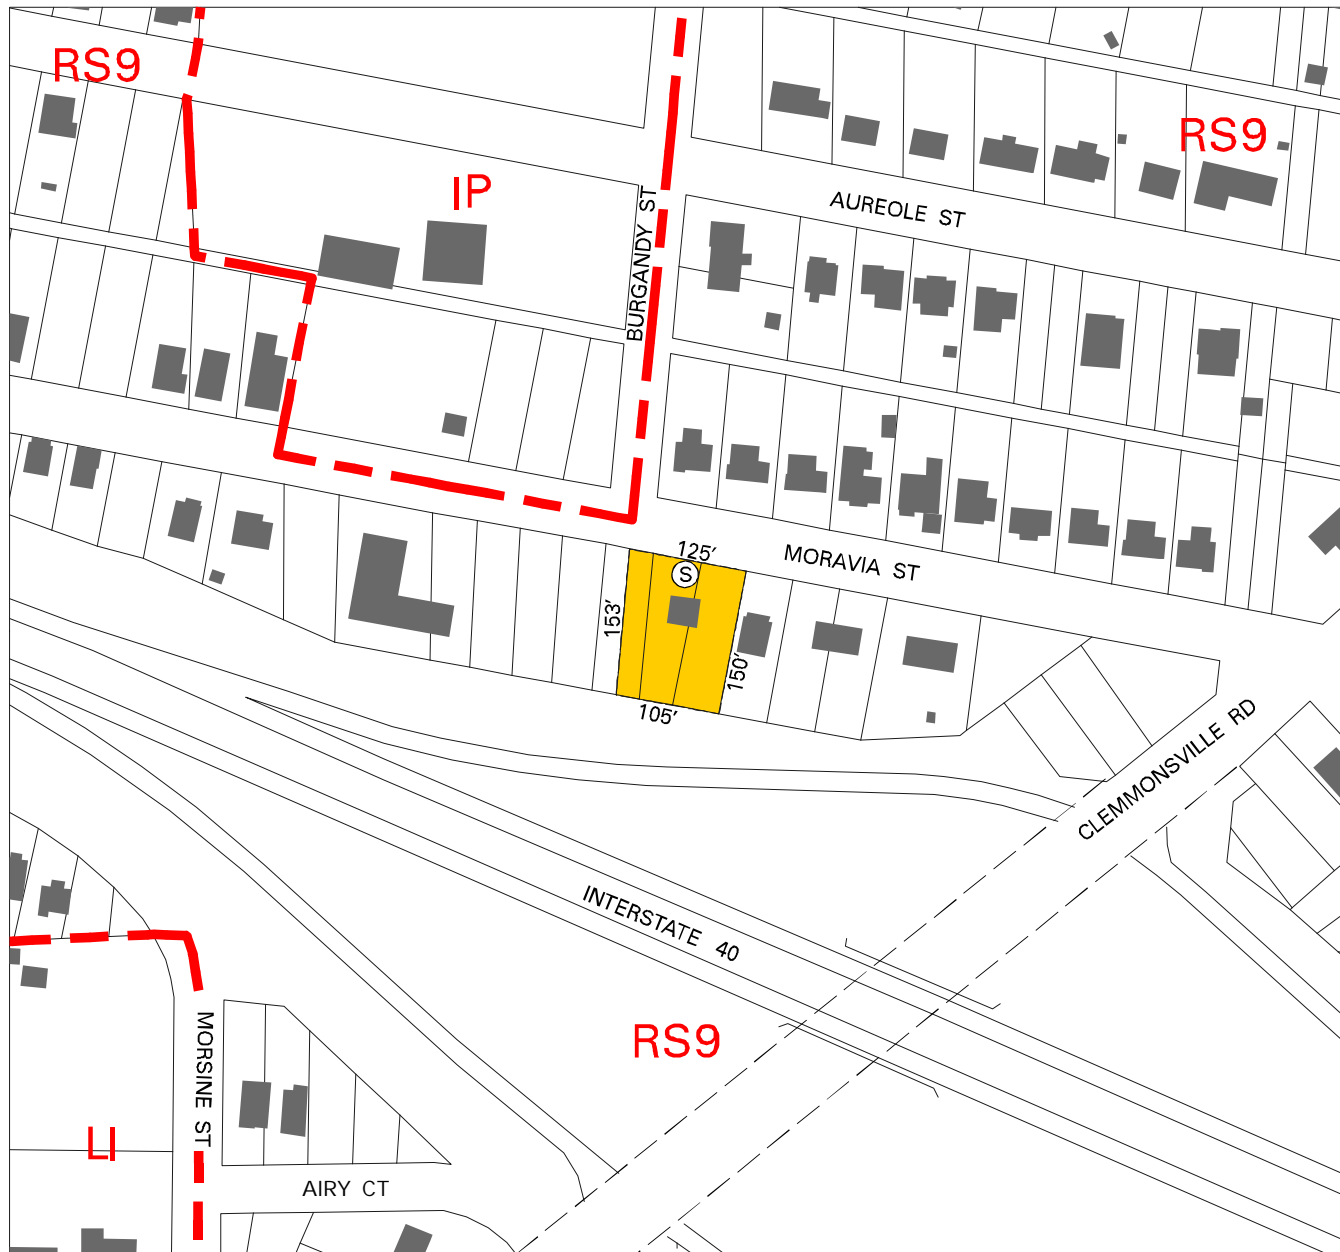 RS9
RS9
IP
AUREOLE ST
BURGANDY ST
125'
MORAVIA ST
S
153'
150'
105'
CLEMMONSVILLE RD
INTERSTATE 40
RS9
MORSINE ST
LI
AIRY CT